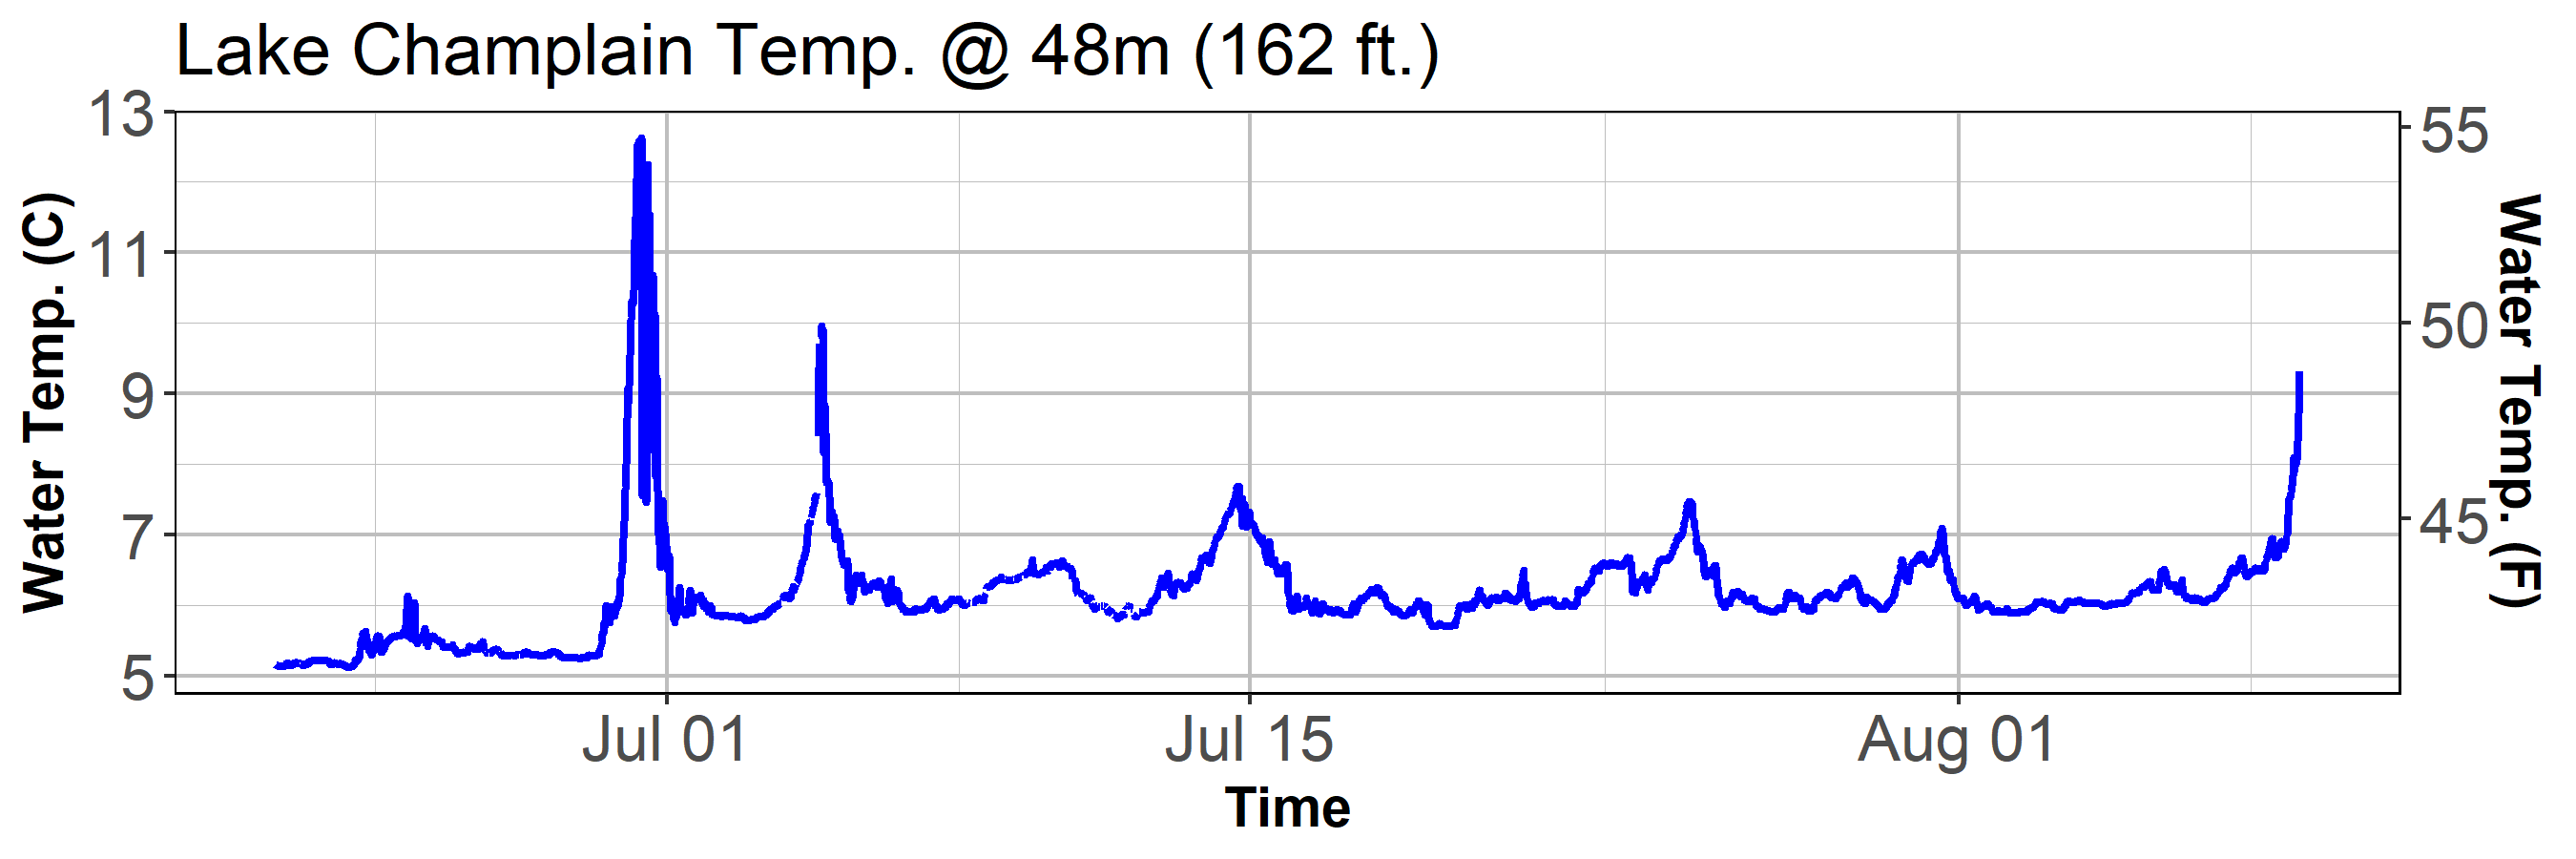 Lake Champlain Temp. @ 48m (162 ft.)
13
11
9
7
5
Water Temp. (C)
55
50
45
Water Temp. (F)
Jul 01
Jul 15
Aug 01
Time